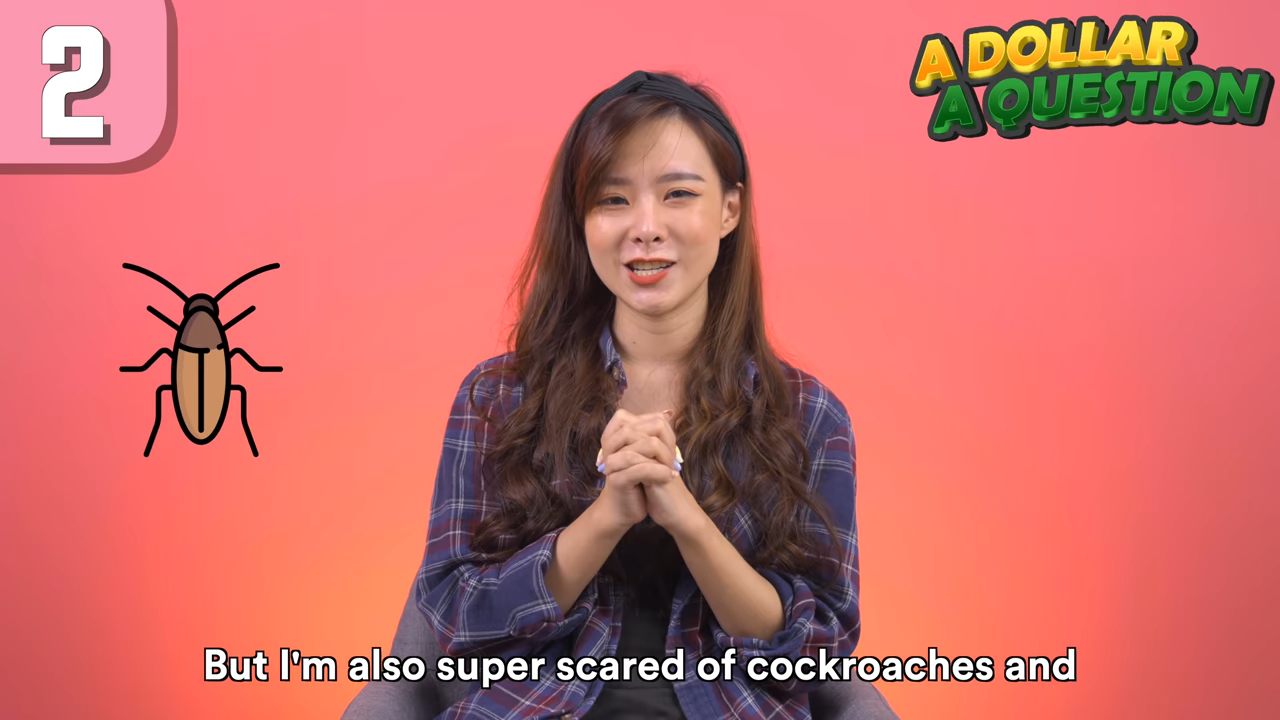 2
A DOLLAR
A QUESTION
But I'm also super scared of cockroaches and